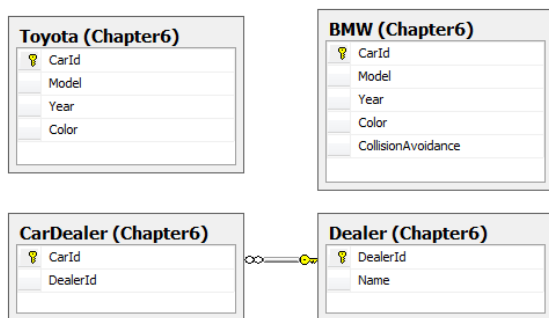 Toyota (Chapter6)
CarId
Model
Year
Color
BMW (Chapter6)
CarId
Model
Year
Color
CollisionAvoidance
CarDealer (Chapter6)
CarId
DealerId
Dealer (Chapter6)
DealerId
Name